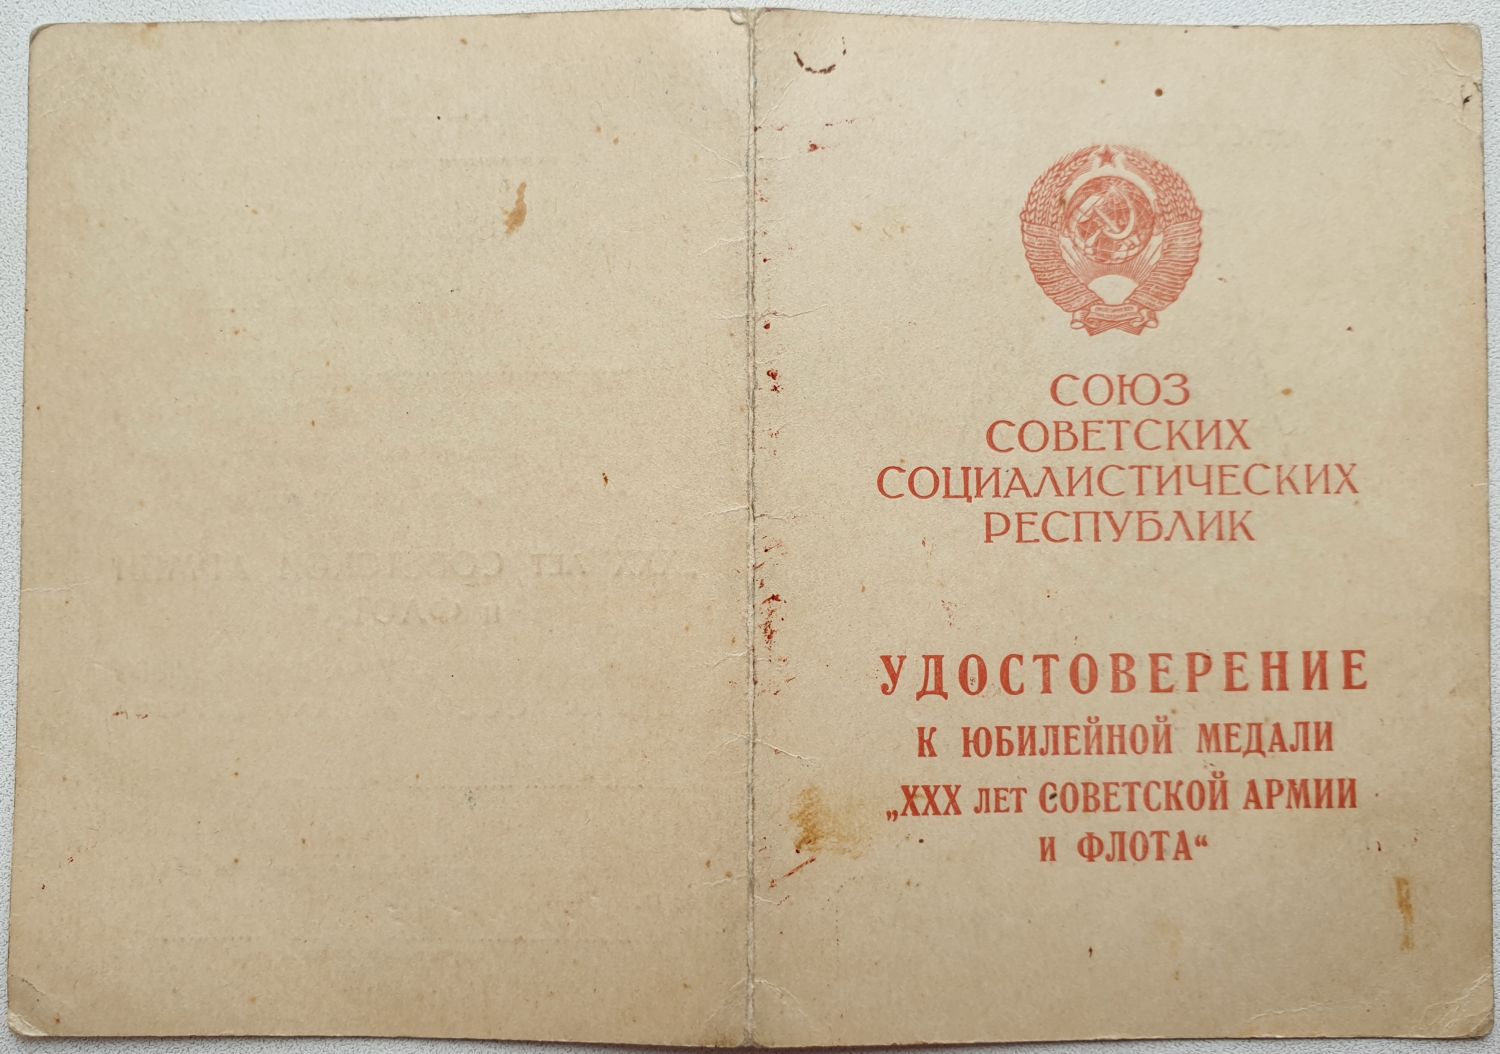 СОЮЗ
СОВЕТСКИХ
СОЦИАЛИСТИЧЕСКИХ
РЕСПУБЛИК
УДОСТОВЕРЕНИЕ
К ЮБИЛЕЙНОЙ МЕДАЛИ
„XXX ЛЕТ СОВЕТСКОЙ АРМИИ
И ФЛОТА“